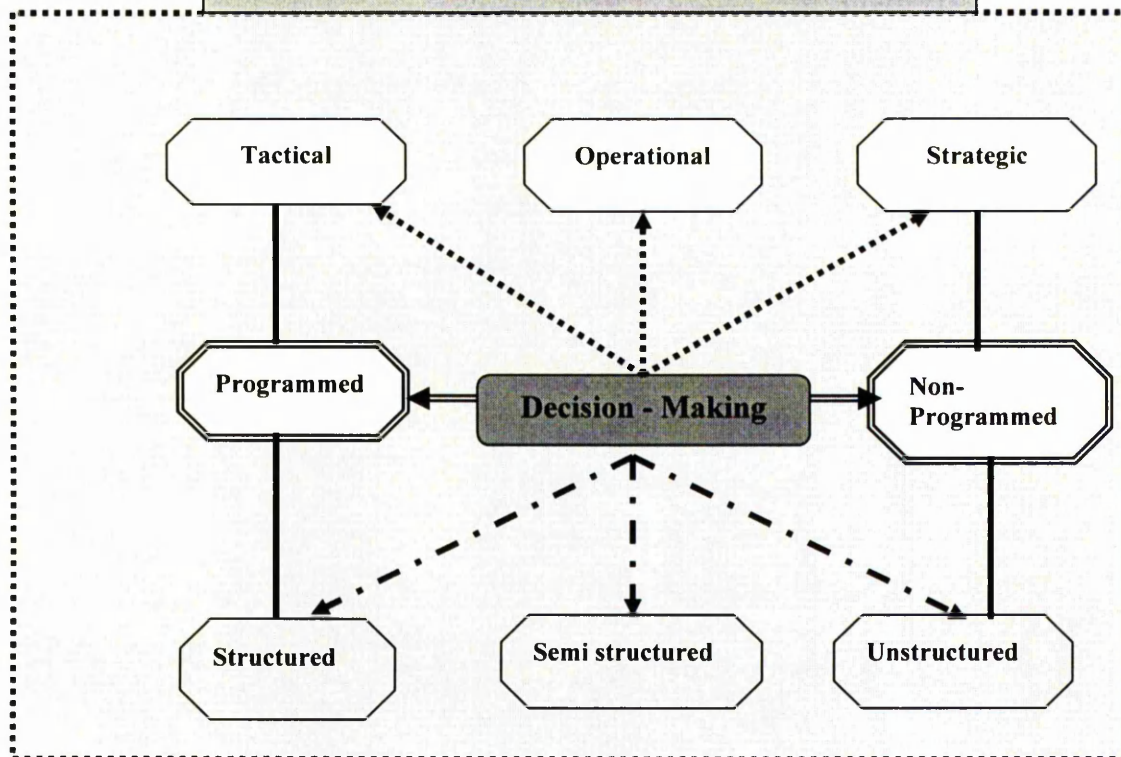 Tactical
Operational
Strategic
Programmed
Decision - Making
Non-
Programmed
Structured
Semi structured
Unstructured